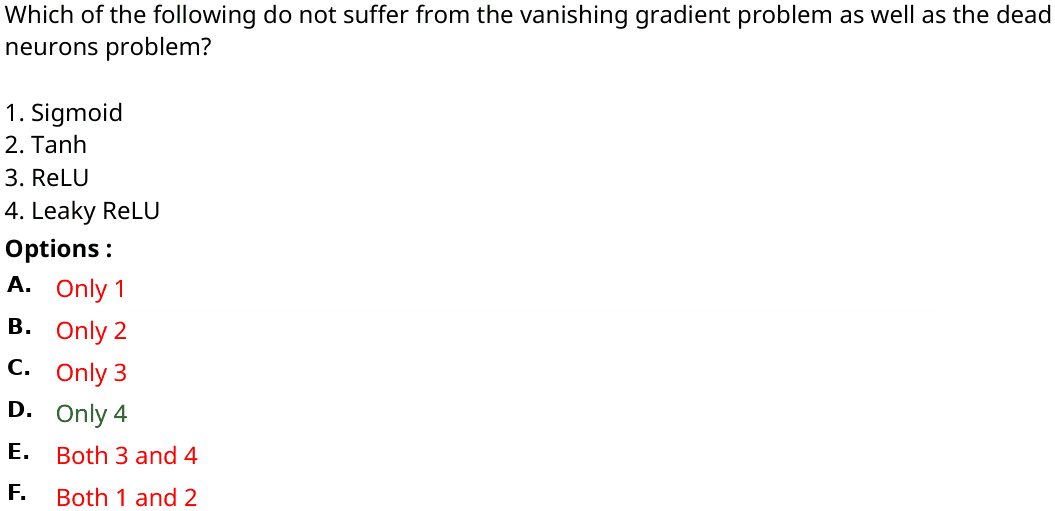 Which of the following do not suffer from the vanishing gradient problem as well as the dead
neurons problem?
1. Sigmoid
2. Tanh
3. ReLU
4. Leaky ReLU
Options :
A. Only 1
B. Only 2
C. Only 3
D. Only 4
E. Both 3 and 4
F. Both 1 and 2